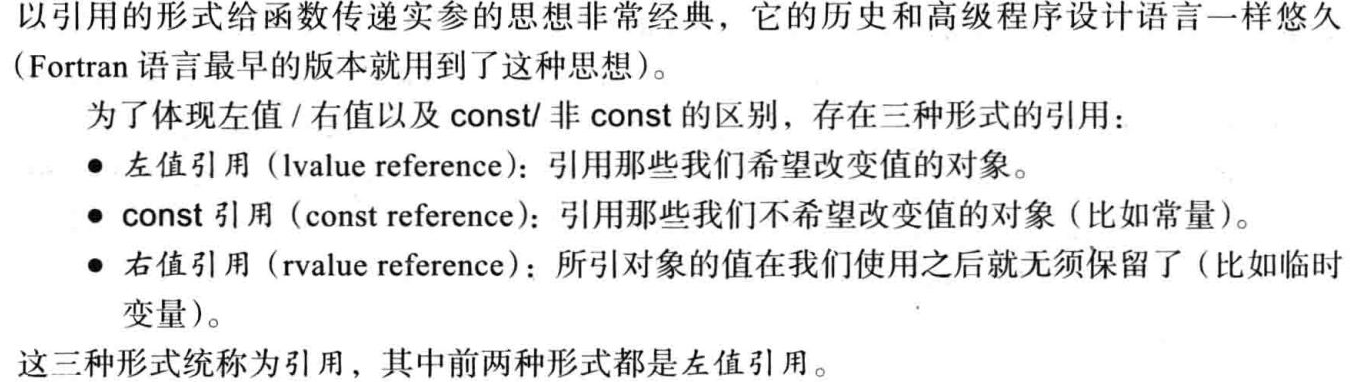 以引用的形式给函数传递实参的思想非常经典，它的历史和高级程序设计语言一样悠久
（Fortran 语言最早的版本就用到了这种思想）。
为了体现左值 / 右值以及 const/ 非 const 的区别，存在三种形式的引用：
● 左值引用（lvalue reference）：引用那些我们希望改变值的对象。
● const 引用（const reference）：引用那些我们不希望改变值的对象（比如常量）。
● 右值引用（rvalue reference）：所引对象的值在我们使用之后就无须保留了（比如临时
变量）。
这三种形式统称为引用，其中前两种形式都是左值引用。